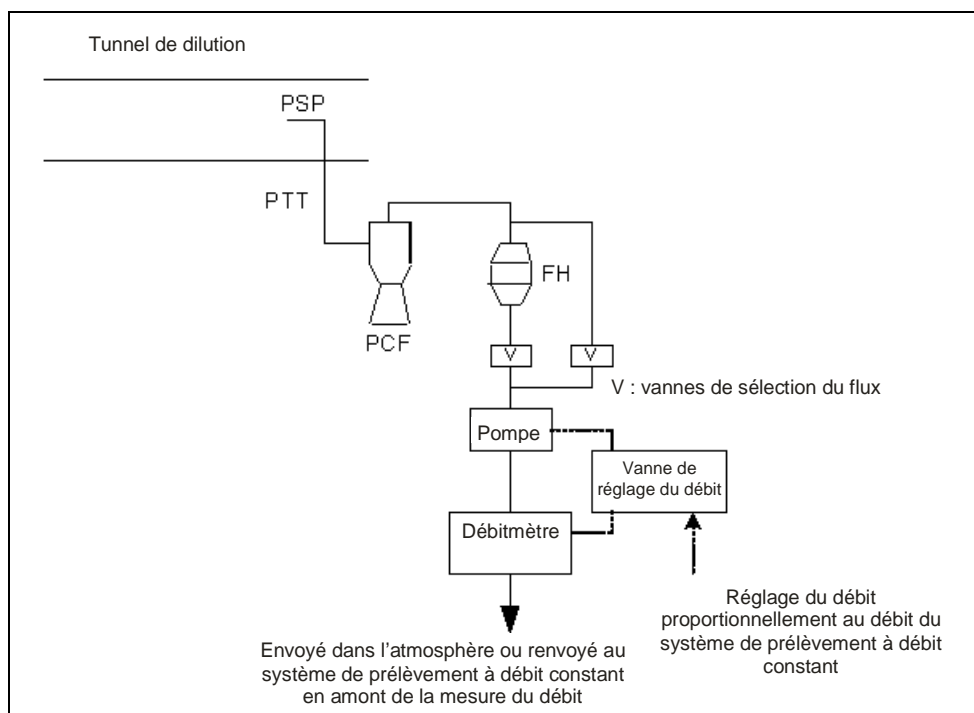 Tunnel de dilution
PSP
PTT
FH
PCF
V
V
V : vannes de sélection du flux
Pompe
Vanne de
réglage du débit
Débitmètre
Réglage du débit
proportionnellement au débit du
système de prélèvement à débit
constant
Envoyé dans l'atmosphère ou renvoyé au
système de prélèvement à débit constant
en amont de la mesure du débit